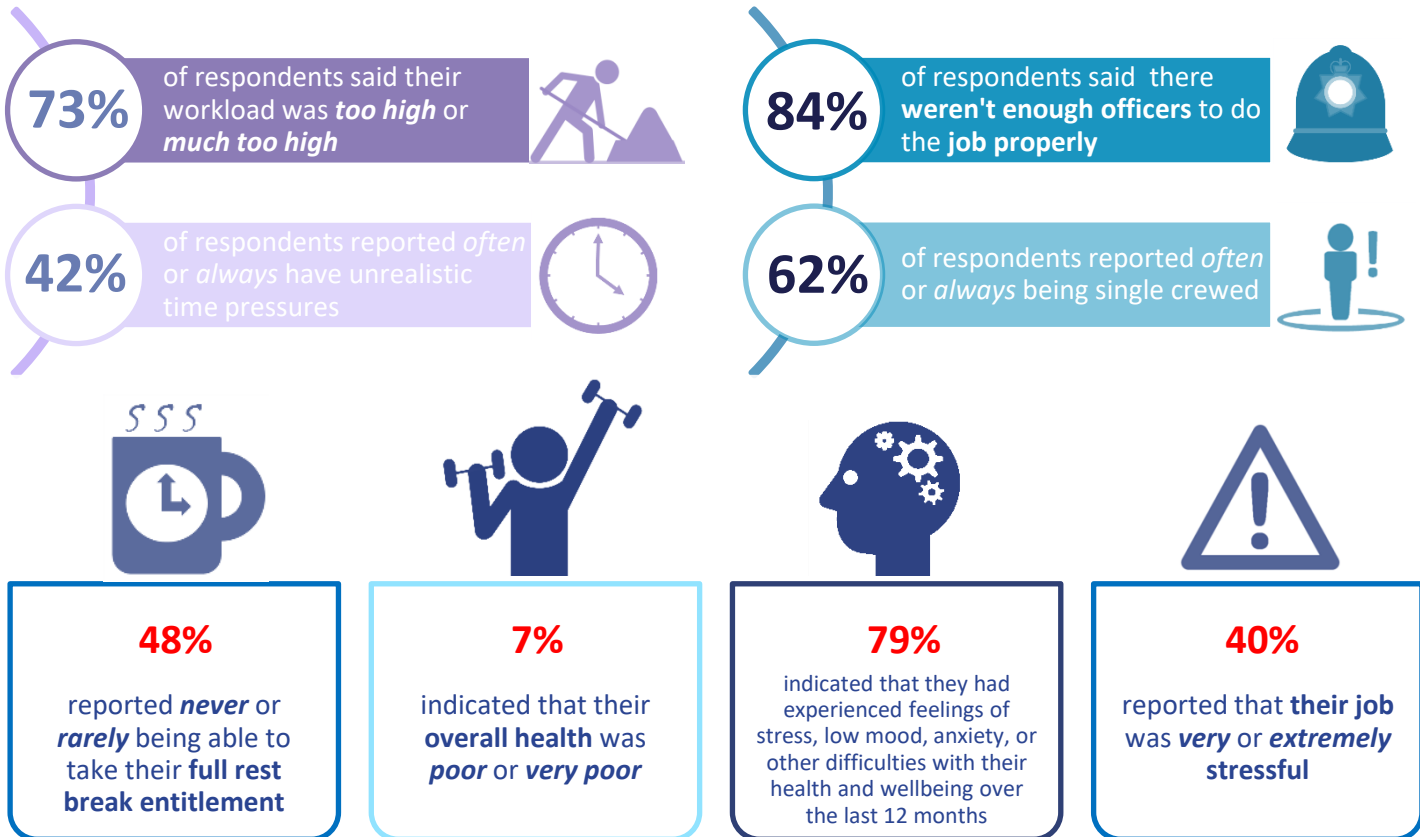 73%
of respondents said their
workload was too high or
much too high
84%
of respondents said  there
weren't enough officers to do
the job properly
42%
of respondents reported often
or always have unrealistic
time pressures
62%
of respondents reported often
or always being single crewed
48%
reported never or
rarely being able to
take their full rest
break entitlement
7%
indicated that their
overall health was
poor or very poor
79%
indicated that they had
experienced feelings of
stress, low mood, anxiety, or
other difficulties with their
health and wellbeing over
the last 12 months
40%
reported that their job
was very or extremely
stressful